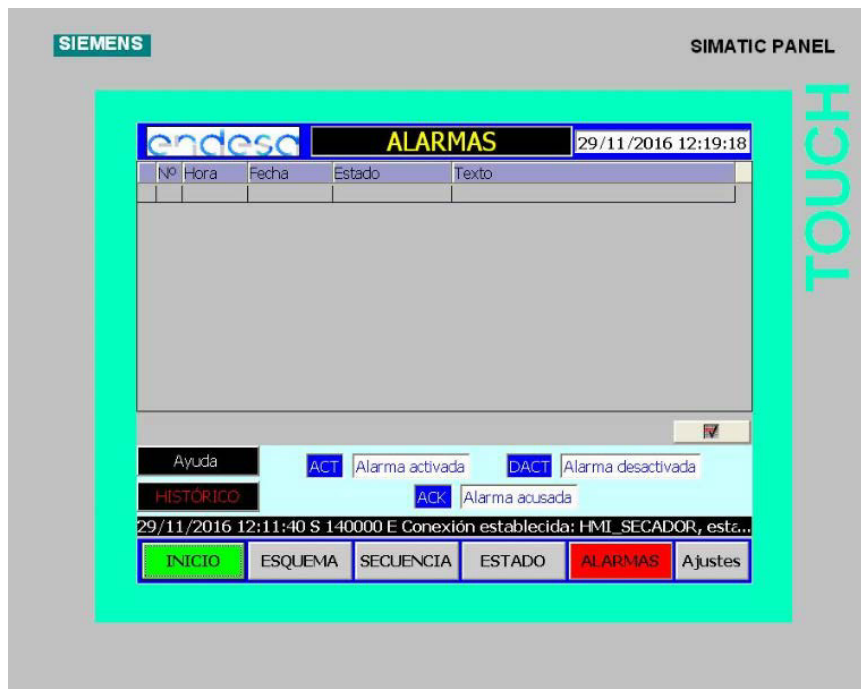 SIEMENS
SIMATIC PANEL
TOUCH
endesa ALARMAS 29/11/2016 12:19:18
Nº Hora Fecha Estado Texto
Ayuda ACT Alarma activada DACT Alarma desactivada
HISTÓRICO ACK Alarma acusada
29/11/2016 12:11:40 S 140000 E Conexión establecida: HMI_SECADOR, esta...
INICIO ESQUEMA SECUENCIA ESTADO ALARMAS Ajustes